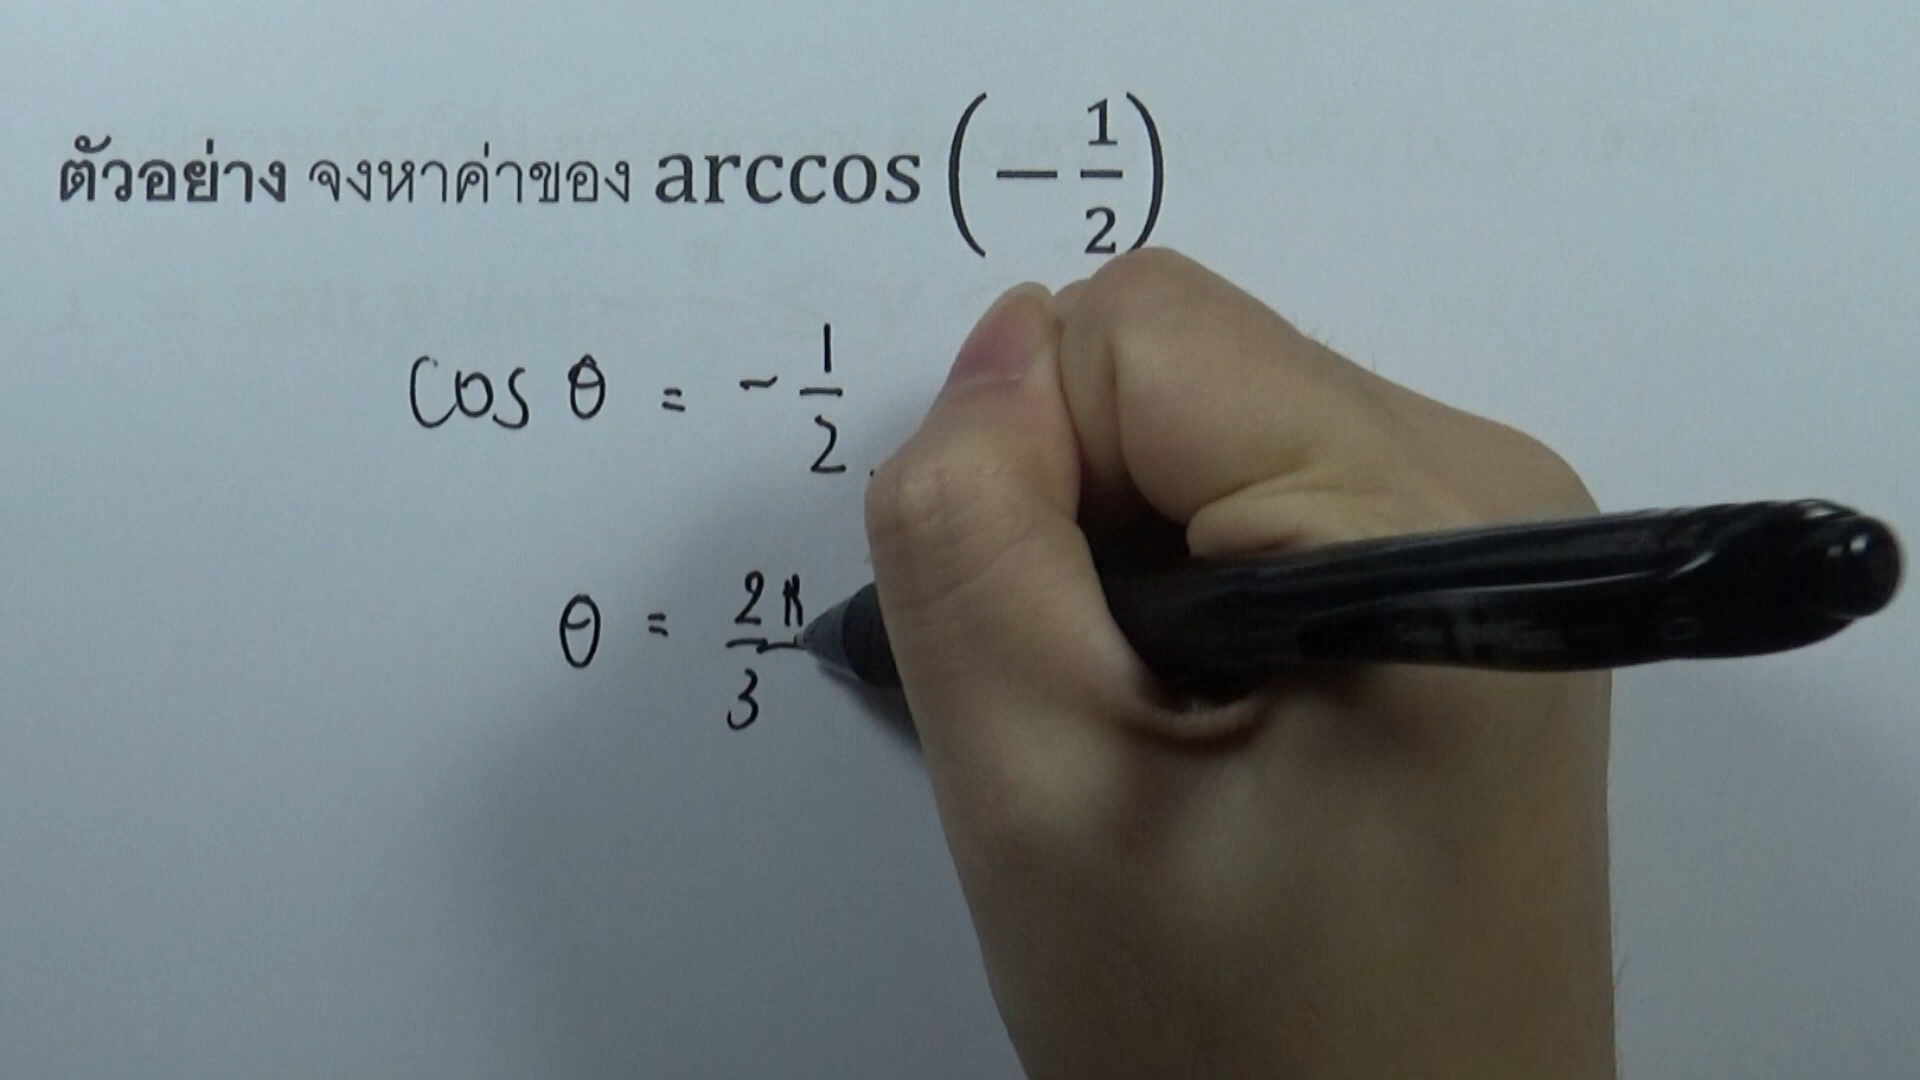 ตัวอย่าง จงหาค่าของ arccos (−1/2)
cos θ = -1/2
θ = 2π/3